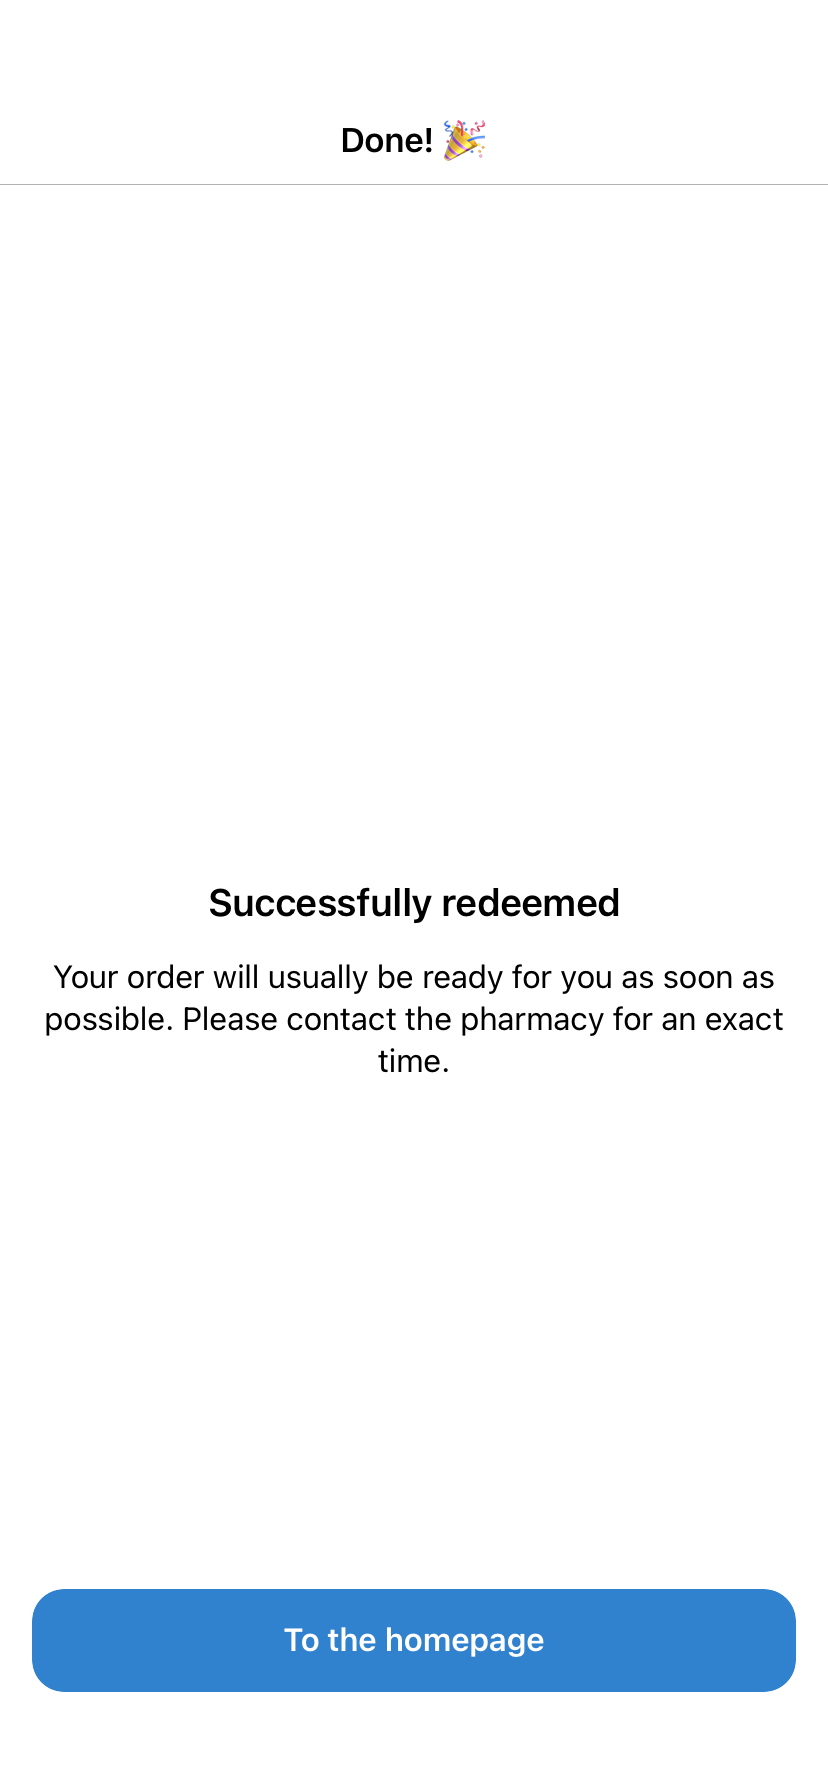 Done! 🎉
Successfully redeemed
Your order will usually be ready for you as soon as
possible. Please contact the pharmacy for an exact
time.
To the homepage